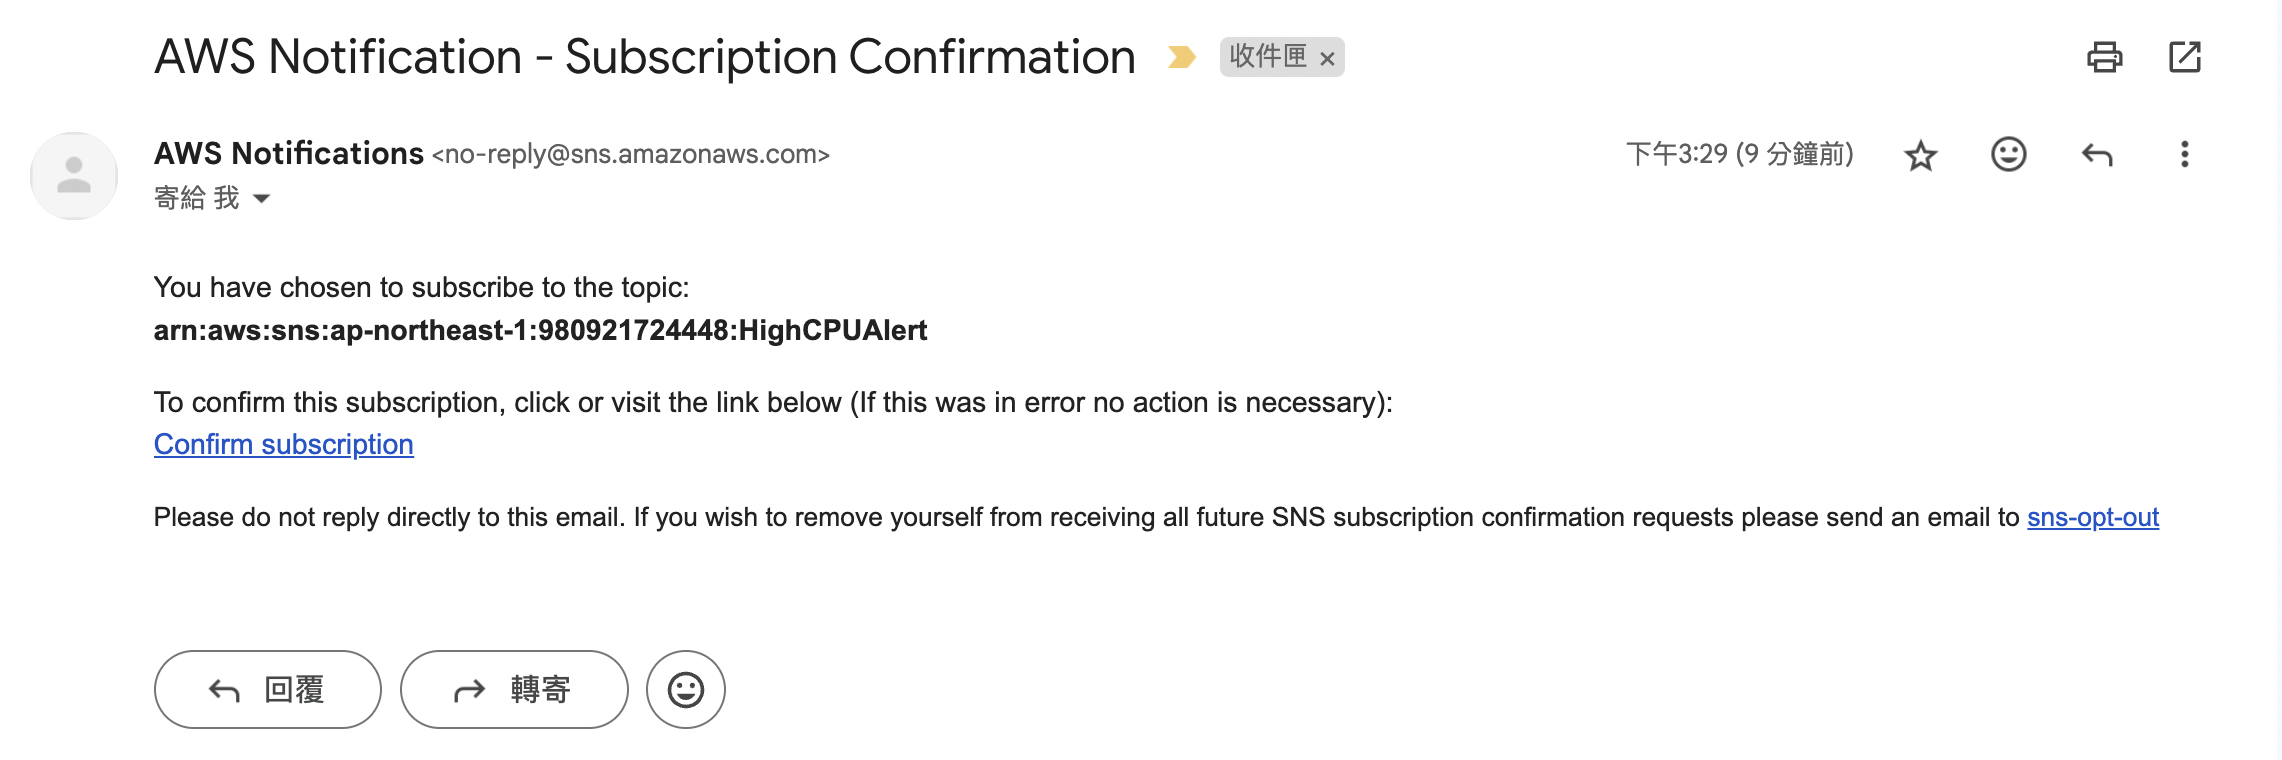 AWS Notification - Subscription Confirmation 收件匣 ×
AWS Notifications <no-reply@sns.amazonaws.com> 下午3:29 (9 分鐘前)
寄給 我
You have chosen to subscribe to the topic:
arn:aws:sns:ap-northeast-1:980921724448:HighCPUAlert
To confirm this subscription, click or visit the link below (If this was in error no action is necessary):
Confirm subscription
Please do not reply directly to this email. If you wish to remove yourself from receiving all future SNS subscription confirmation requests please send an email to sns-opt-out
回覆 轉寄